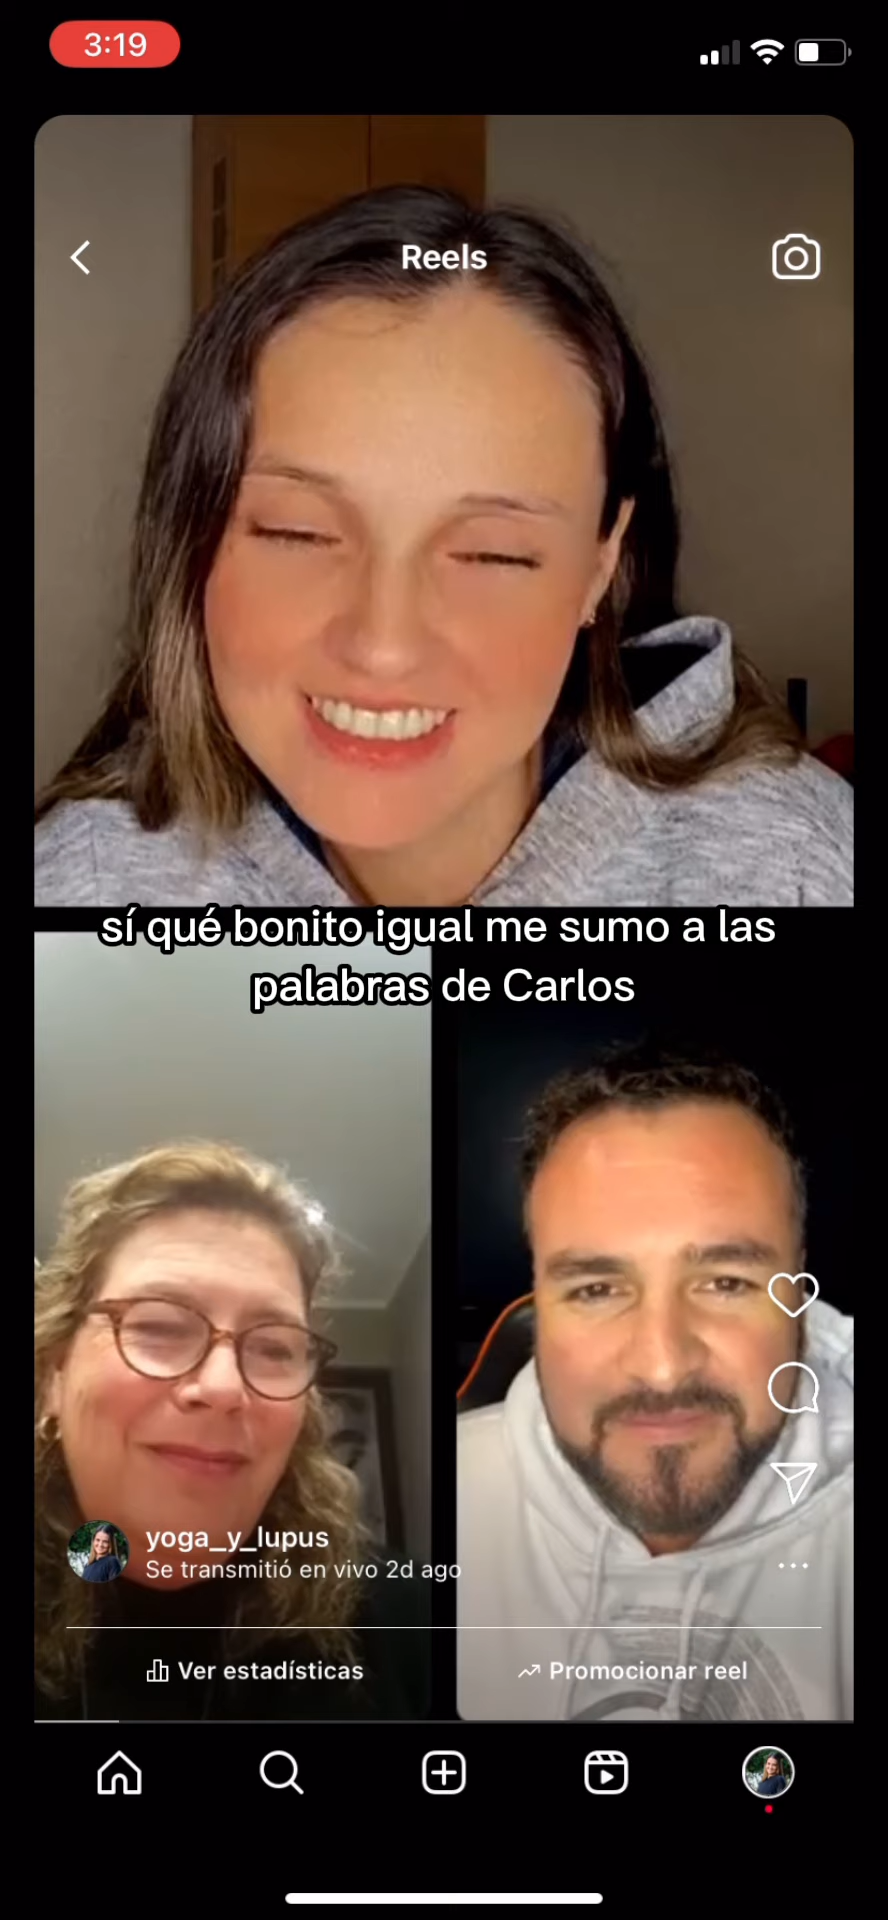 3:19
Reels
sí qué bonito igual me sumo a las
palabras de Carlos
yoga_y_lupus
Se transmitió en vivo 2d ago
Ver estadísticas
Promocionar reel